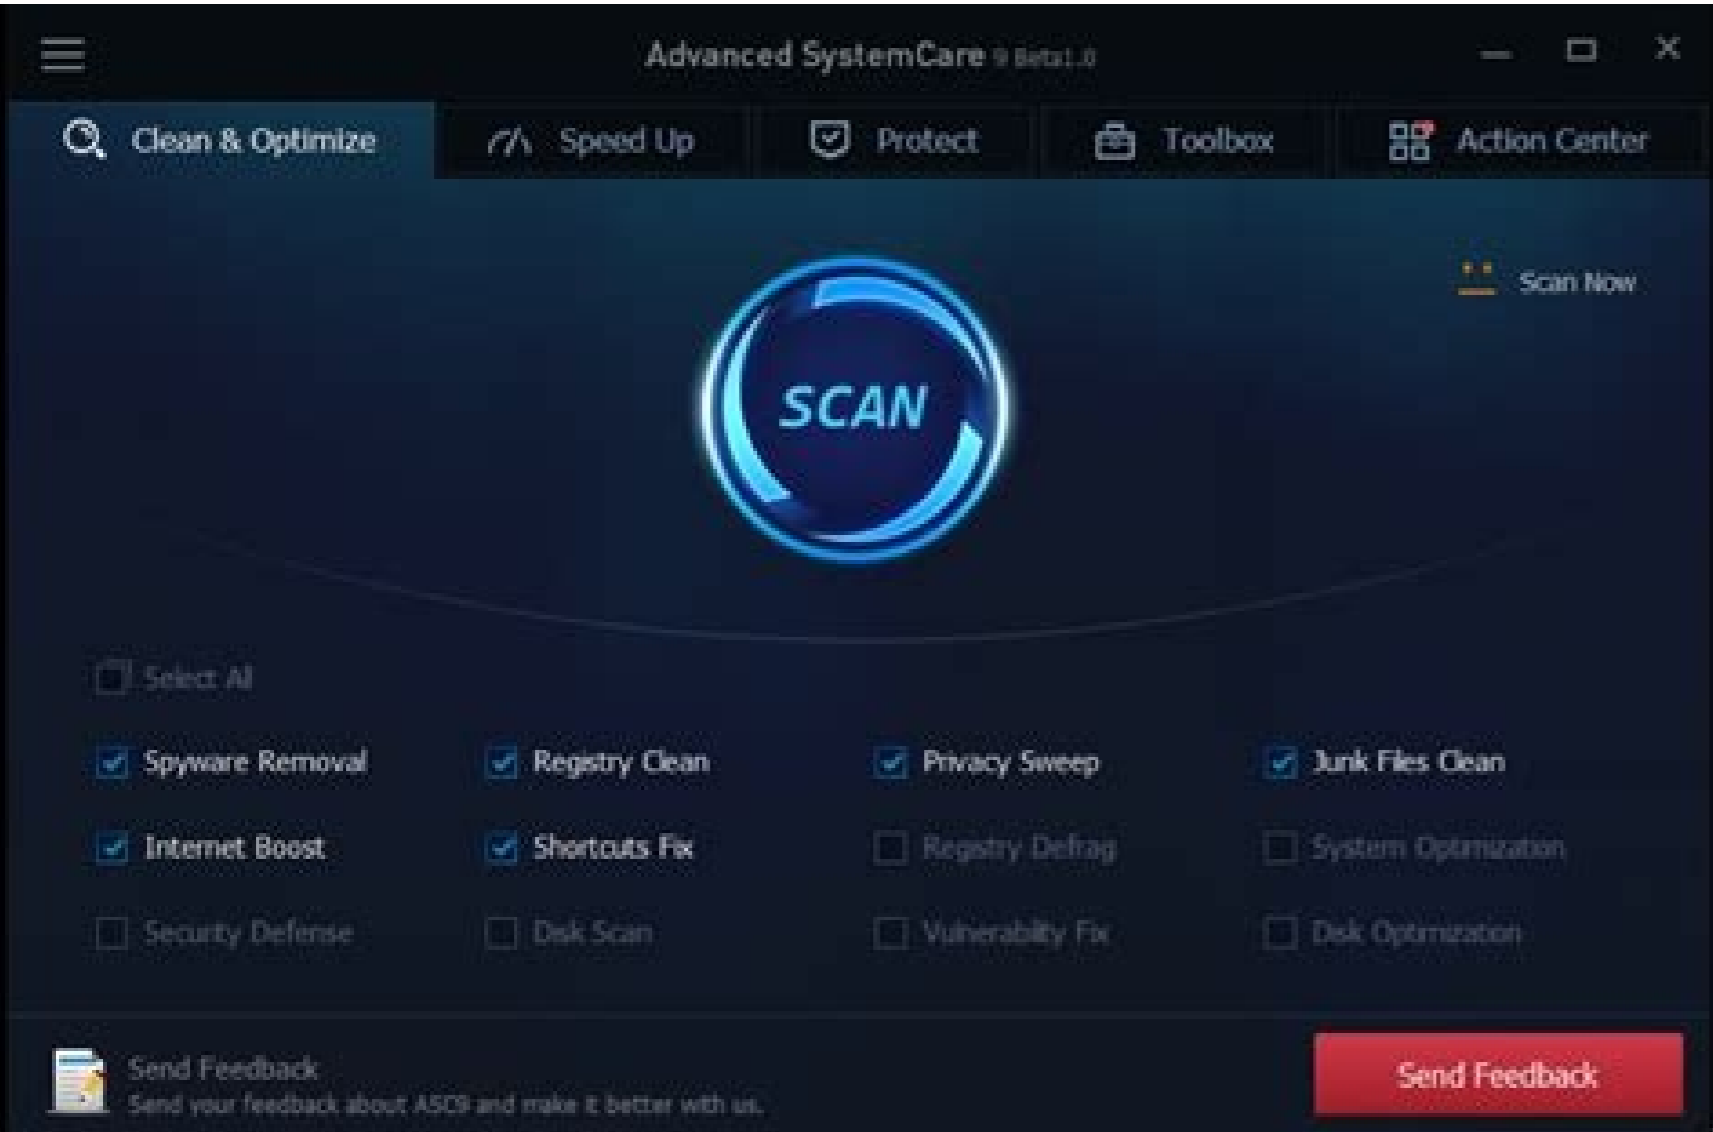 Advanced SystemCare 9 Beta1.0
Clean & Optimize Speed Up Protect Toolbox Action Center
Scan Now
SCAN
Select All
Spyware Removal Registry Clean Privacy Sweep Junk Files Clean
Internet Boost Shortcuts Fix Registry Defrag System Optimization
Security Defense Disk Scan Vulnerability Fix Disk Optimization
Send Feedback
Send your feedback about ASC9 and make it better with us.
Send Feedback